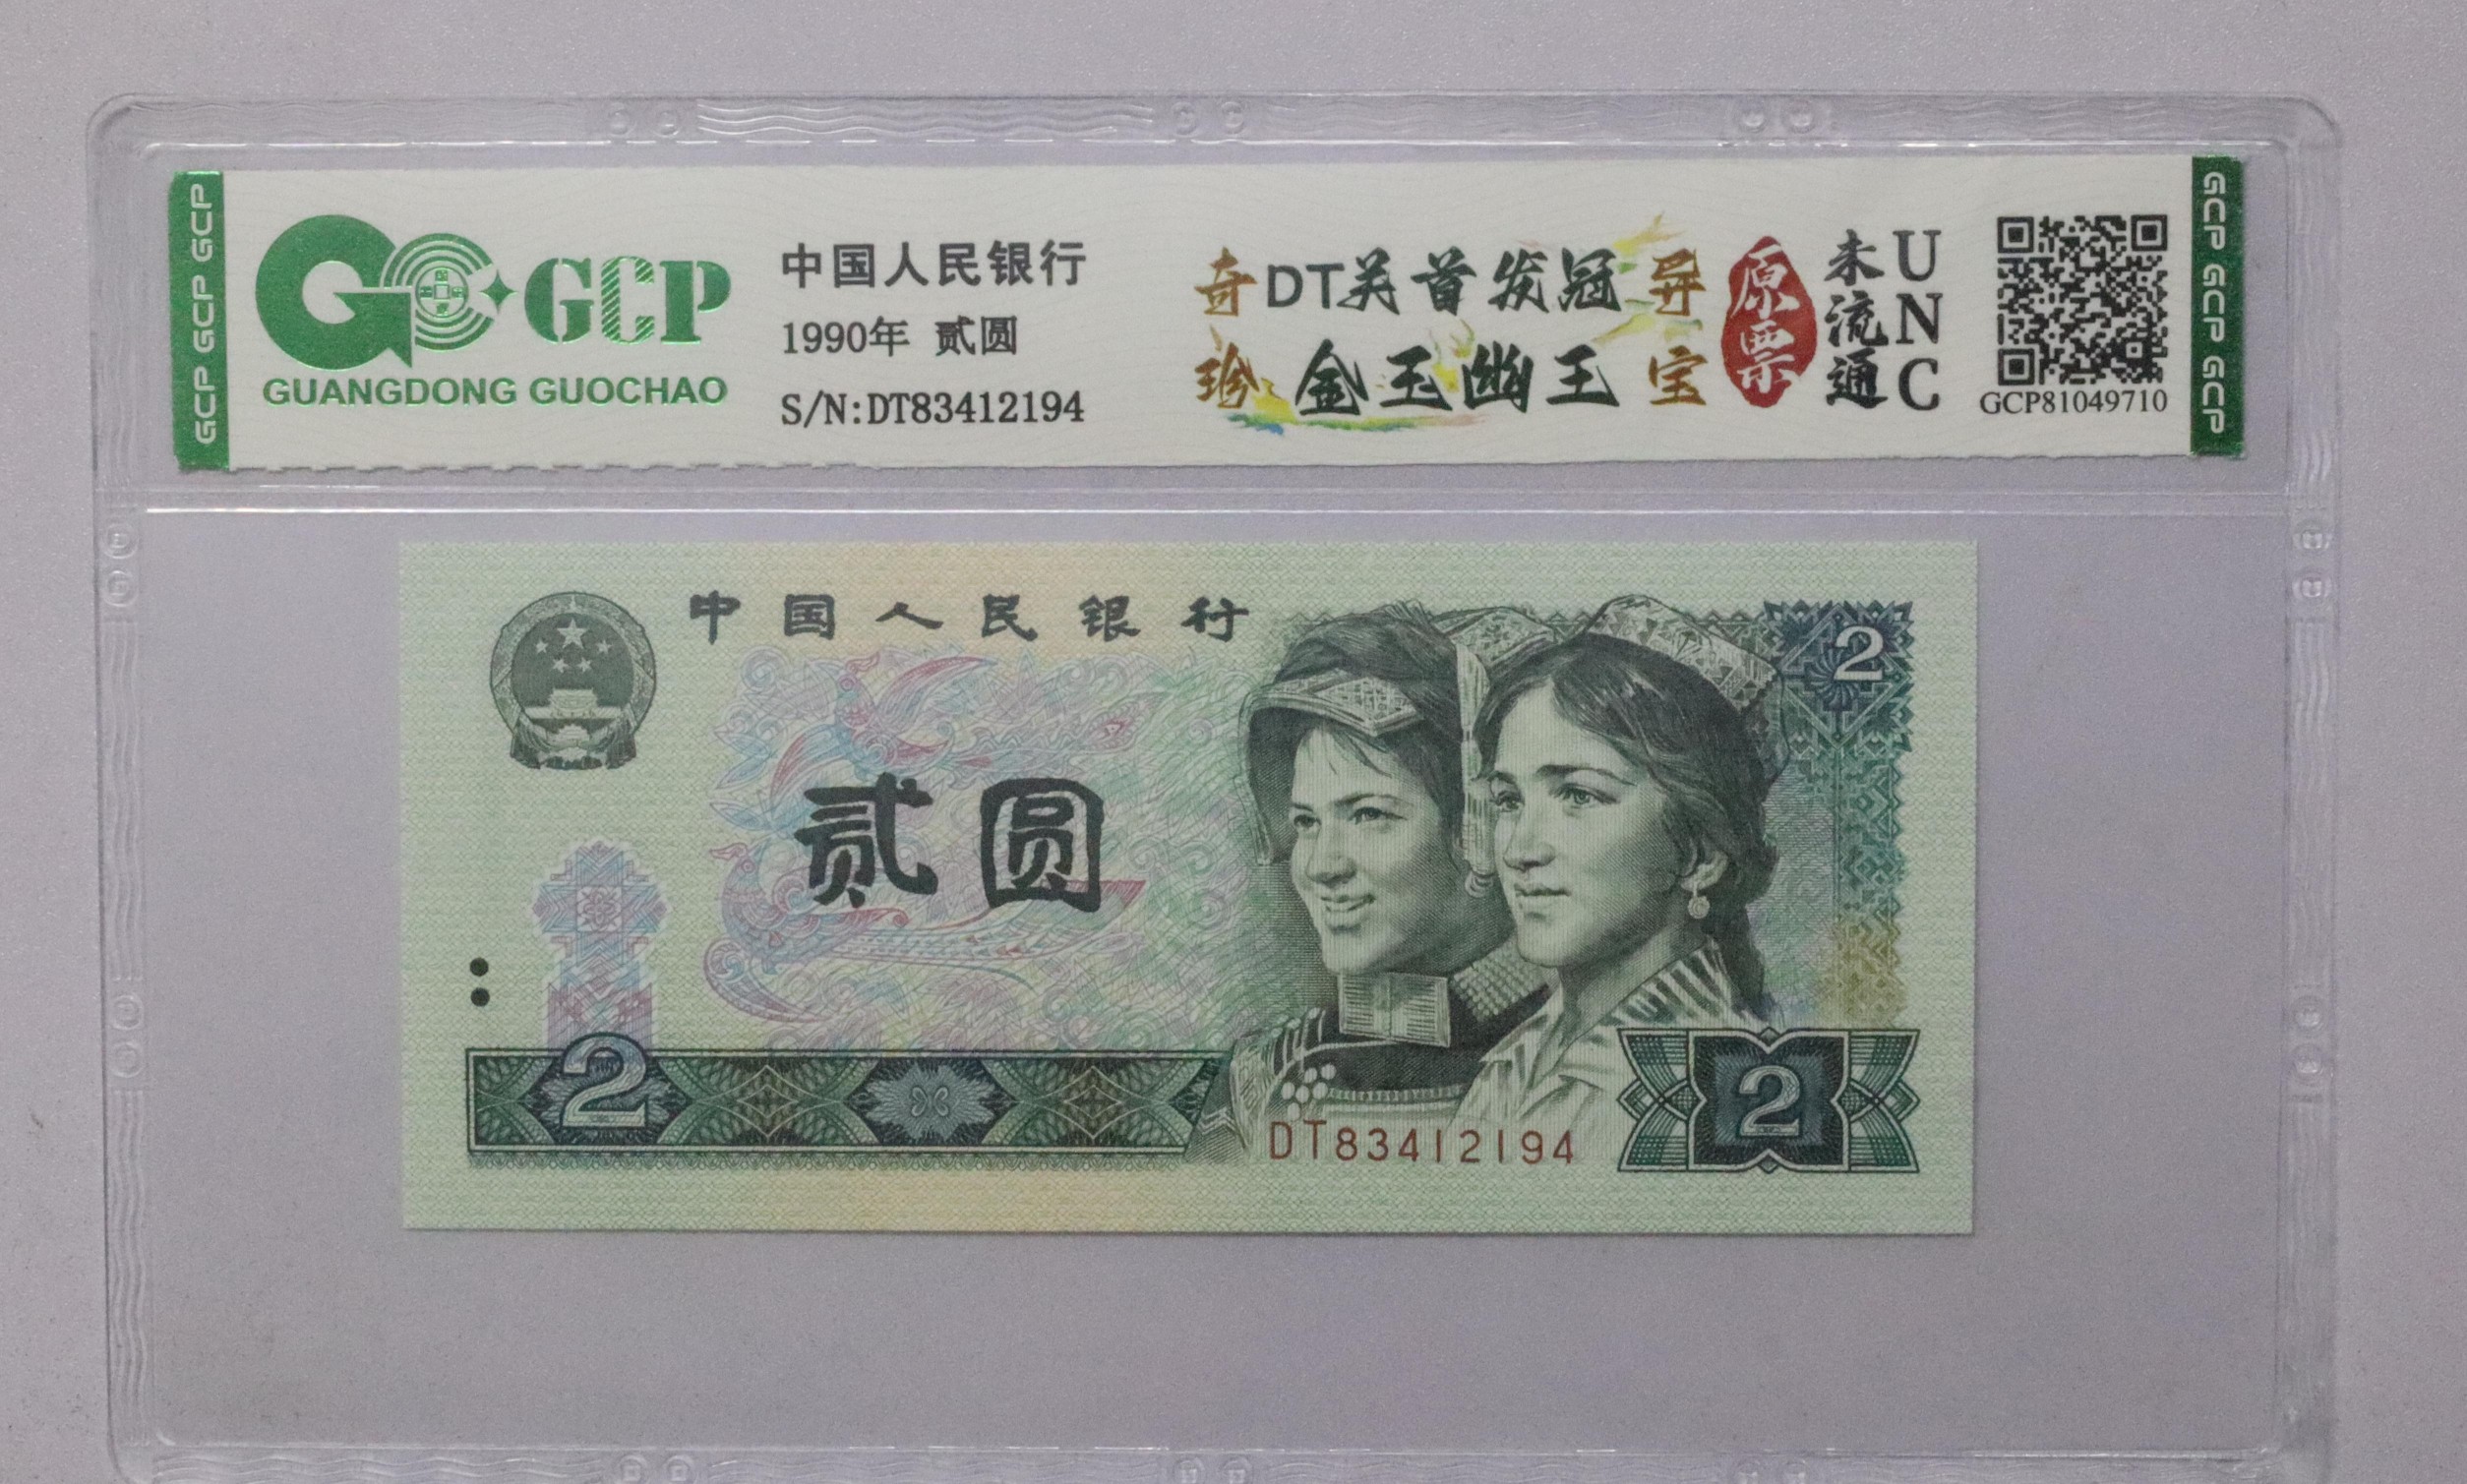 GCP GCP GCP
GCP
GUANGDONG GUOCHAO
中国人民银行
1990年 贰圆
S/N:DT83412194
奇珍
DT关首发冠
金玉幽王
异宝
原票
未流通
UNC
GCP81049710
GCP GCP GCP
中国人民银行
2
贰圆
2
DT83412194
2